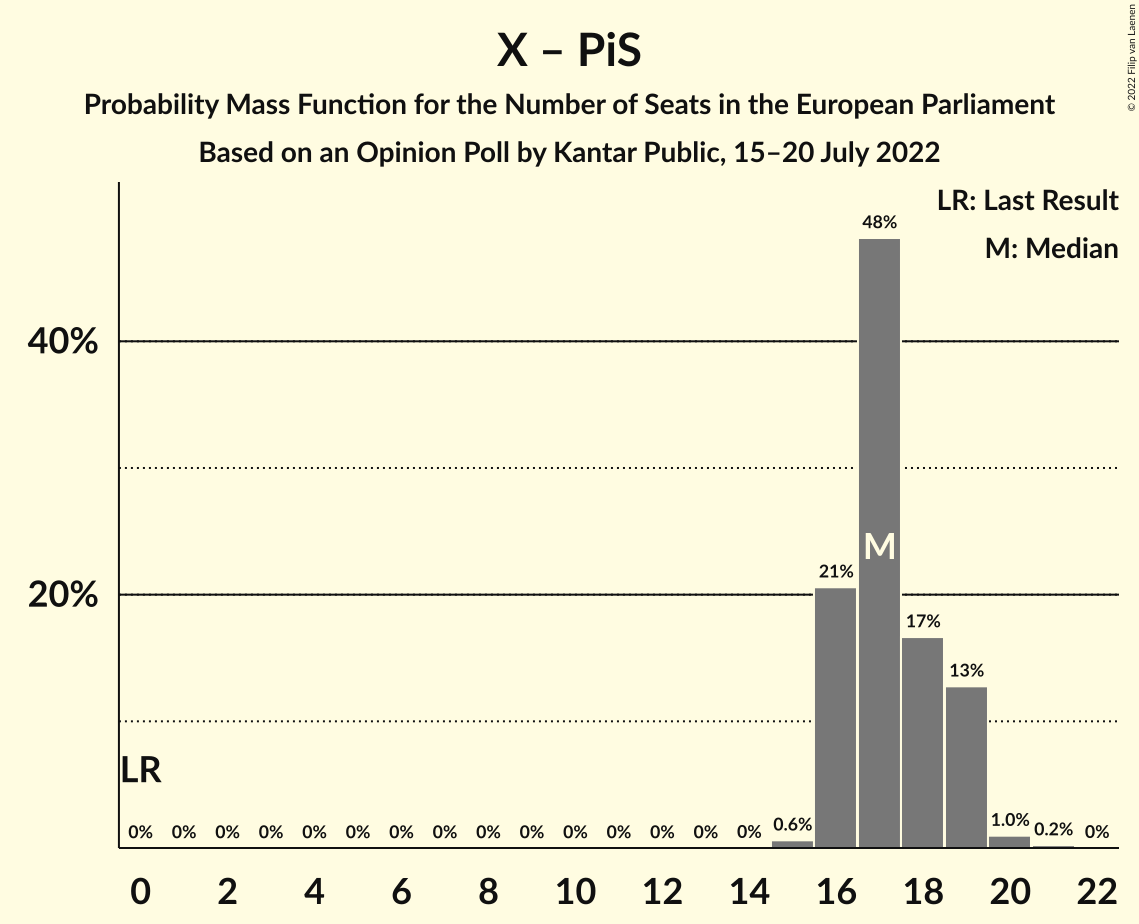 X – PiS
Probability Mass Function for the Number of Seats in the European Parliament
Based on an Opinion Poll by Kantar Public, 15–20 July 2022
© 2022 Filip van Laenen
LR: Last Result
M: Median
48%
40%
M
21%
20%
17%
13%
LR
0% 0% 0% 0% 0% 0% 0% 0% 0% 0% 0% 0% 0% 0% 0% 0.6% 1.0% 0.2% 0%
0 2 4 6 8 10 12 14 16 18 20 22